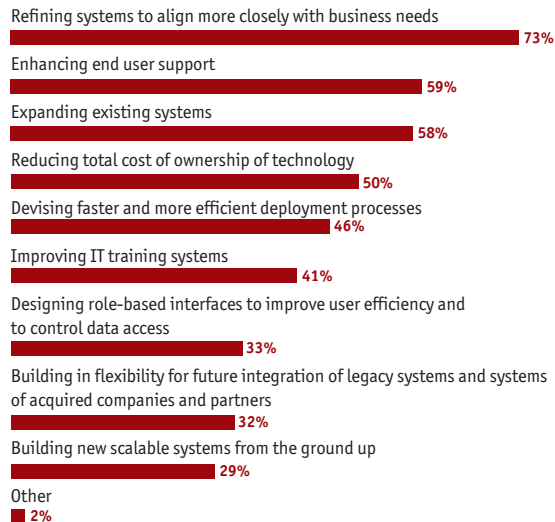 Refining systems to align more closely with business needs
73%
Enhancing end user support
59%
Expanding existing systems
58%
Reducing total cost of ownership of technology
50%
Devising faster and more efficient deployment processes
46%
Improving IT training systems
41%
Designing role-based interfaces to improve user efficiency and
to control data access
33%
Building in flexibility for future integration of legacy systems and systems
of acquired companies and partners
32%
Building new scalable systems from the ground up
29%
Other
2%